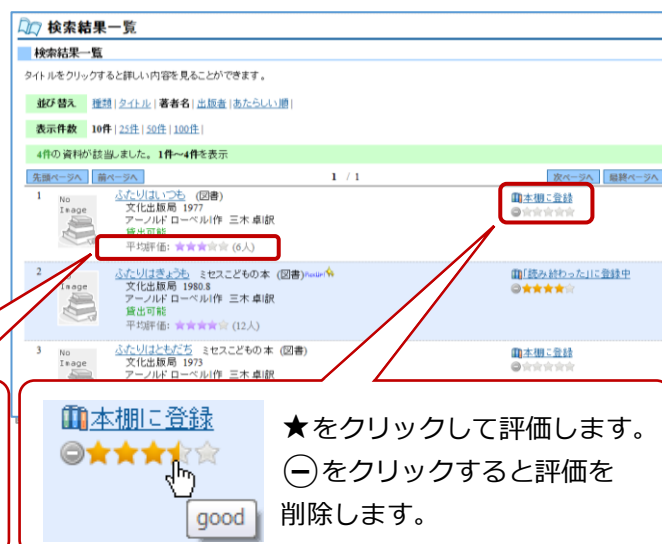 検索結果一覧
検索結果一覧
タイトルをクリックすると詳しい内容を見ることができます。
並び替え 種類 | タイトル | 著者名 | 出版者 | あたらしい順 |
表示件数 10件 | 25件 | 50件 | 100件 |
4件の資料が該当しました。1件～4件を表示
先頭ページへ 前ページへ 1 / 1 次ページへ 最終ページへ
1 No Image ふたりはいつも (図書) 本棚に登録
文化出版局 1977
アーノルド ローベル‖作 三木 卓‖訳
貸出可能
平均評価: ★★★☆☆ (6人)
2 Image ふたりはきょうも ミセスこどもの本 (図書) 「読み終わった」に登録中
文化出版局 1980.8
アーノルド ローベル‖作 三木 卓‖訳
貸出可能
平均評価: ★★★★☆ (12人)
3 No Image ふたりはともだち ミセスこどもの本 (図書) 本棚に登録
文化出版局 1973
アーノルド ローベル‖作 三木 卓‖訳
本棚に登録
good
★をクリックして評価します。
⊖をクリックすると評価を
削除します。